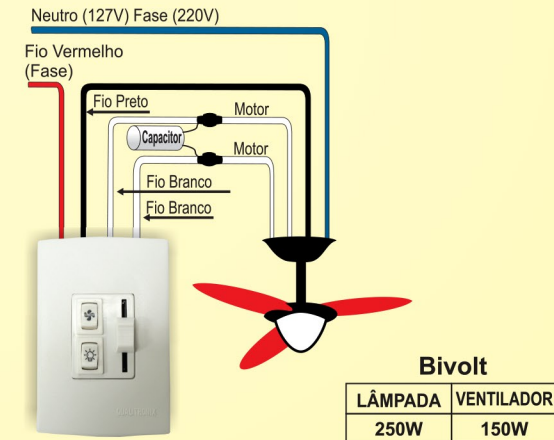 Neutro (127V) Fase (220V)
Fio Vermelho
(Fase)
Fio Preto
Motor
Capacitor
Motor
Fio Branco
Fio Branco
Bivolt
LÂMPADA VENTILADOR
250W 150W